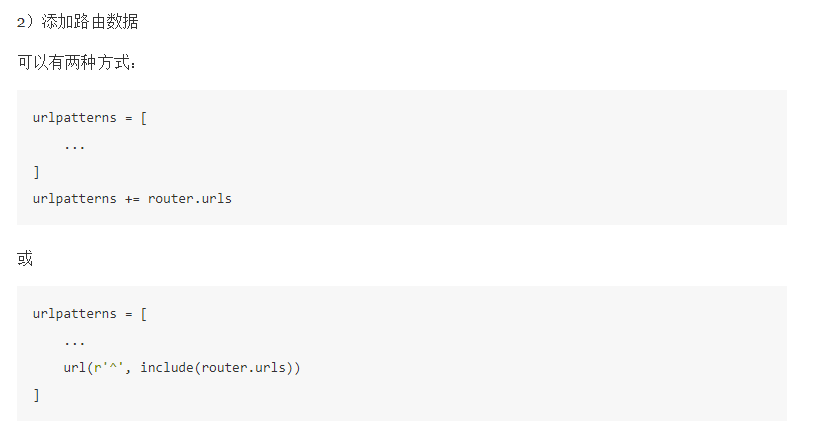 2）添加路由数据
可以有两种方式：
urlpatterns = [
    ...
]
urlpatterns += router.urls
或
urlpatterns = [
    ...
    url(r'^', include(router.urls))
]